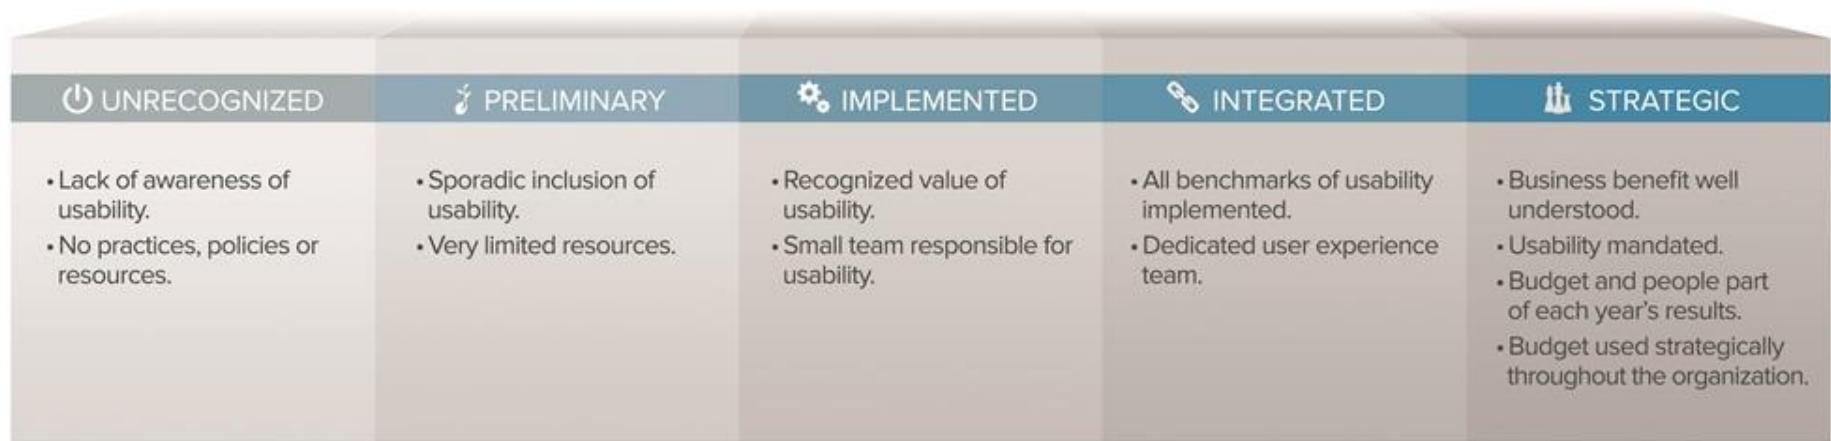 UNRECOGNIZED
• Lack of awareness of
usability.
• No practices, policies or
resources.
PRELIMINARY
• Sporadic inclusion of
usability.
• Very limited resources.
IMPLEMENTED
• Recognized value of
usability.
• Small team responsible for
usability.
INTEGRATED
• All benchmarks of usability
implemented.
• Dedicated user experience
team.
STRATEGIC
• Business benefit well
understood.
• Usability mandated.
• Budget and people part
of each year's results.
• Budget used strategically
throughout the organization.